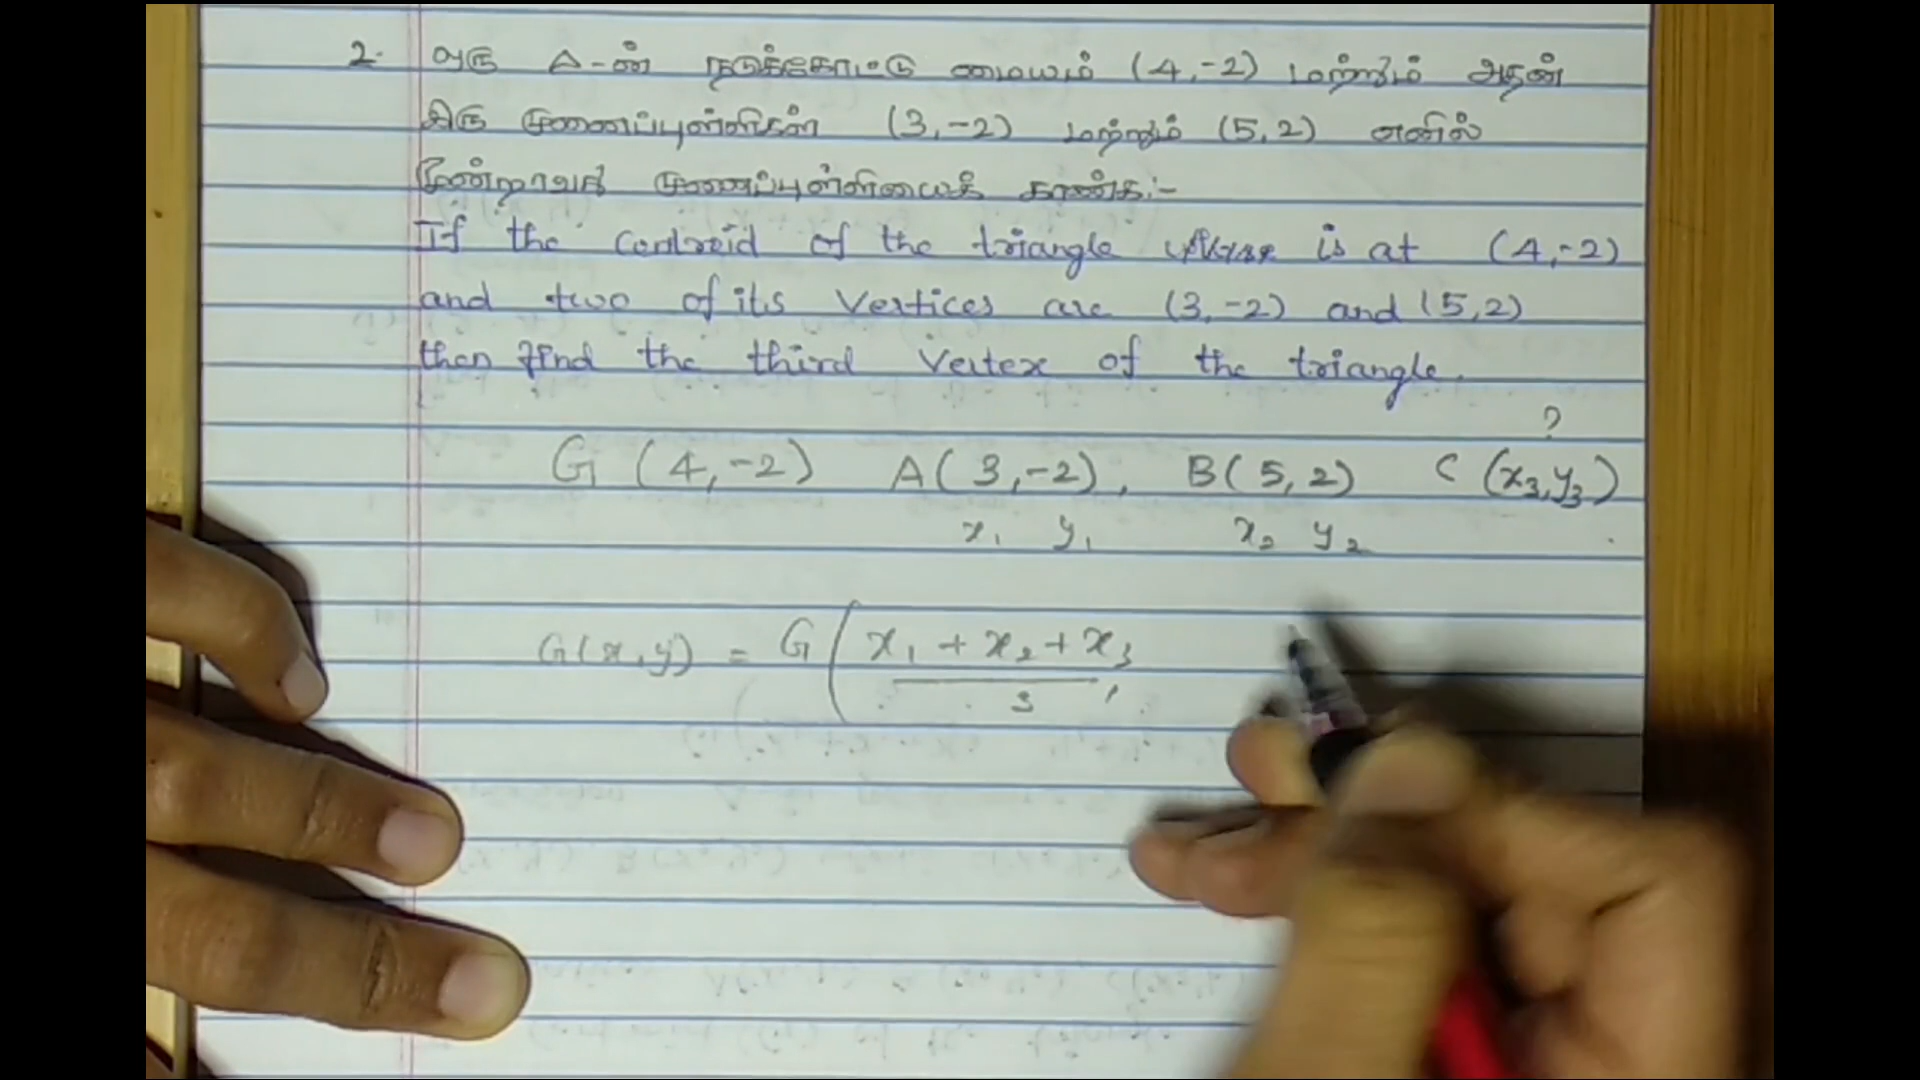 2. ஒரு Δ-ன் நடுக்கோட்டு மையம் (4,-2) மற்றும் அதன்
இரு முனைப்புள்ளிகள் (3,-2) மற்றும் (5,2) எனில்
மூன்றாவது முனைப்புள்ளியைக் காண்க:-
If the centroid of the triangle is at (4,-2)
and two of its vertices are (3,-2) and (5,2)
then find the third vertex of the triangle.
?
G (4,-2) A(3,-2), B(5,2) C (x₃,y₃)
x₁ y₁ x₂ y₂
G(x,y) = G ( x₁ + x₂ + x₃
3 ,